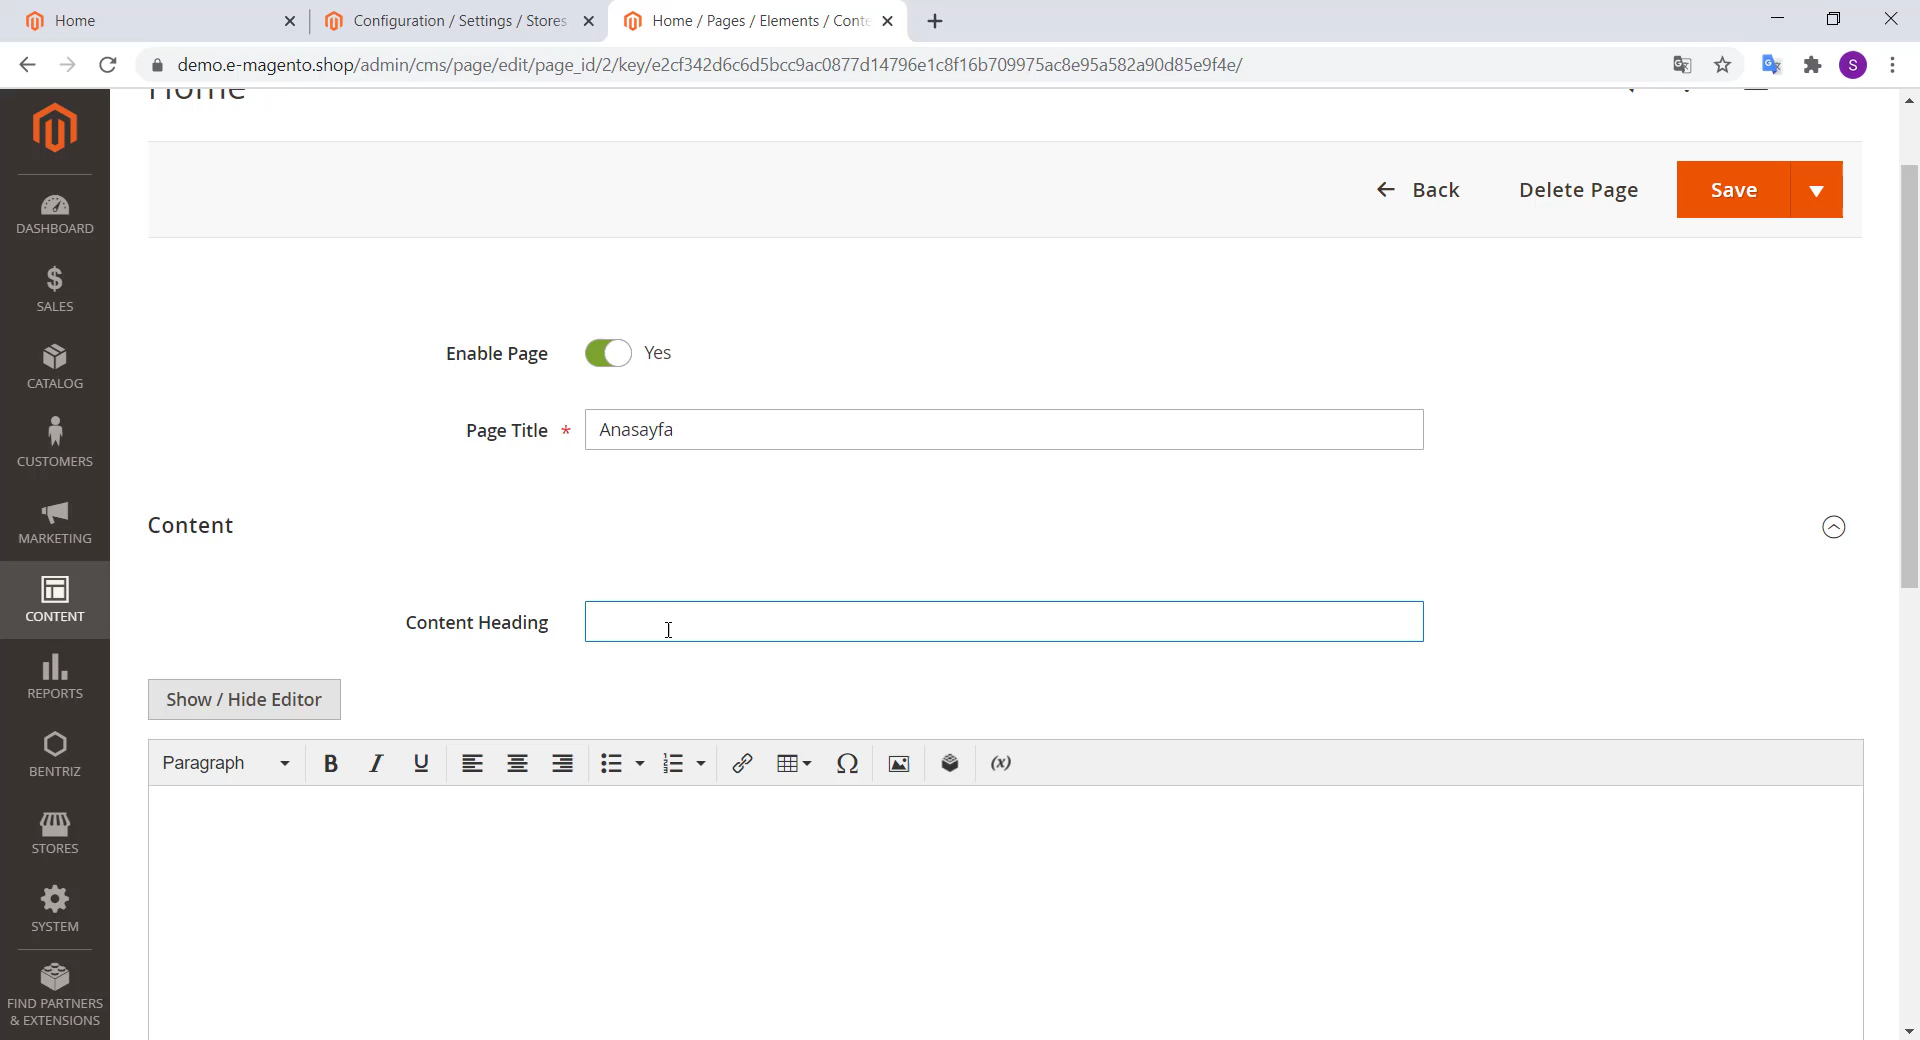 Home
Configuration / Settings / Stores
Home / Pages / Elements / Conte
demo.e-magento.shop/admin/cms/page/edit/page_id/2/key/e2cf342d6c6d5bcc9ac0877d14796e1c8f16b709975ac8e95a582a90d85e9f4e/
S
Home
Back
Delete Page
Save
DASHBOARD
SALES
CATALOG
CUSTOMERS
MARKETING
CONTENT
REPORTS
BENTRIZ
STORES
SYSTEM
FIND PARTNERS
& EXTENSIONS
Enable Page
Yes
Page Title *
Anasayfa
Content
Content Heading
Show / Hide Editor
Paragraph
B I U
Ω
(x)